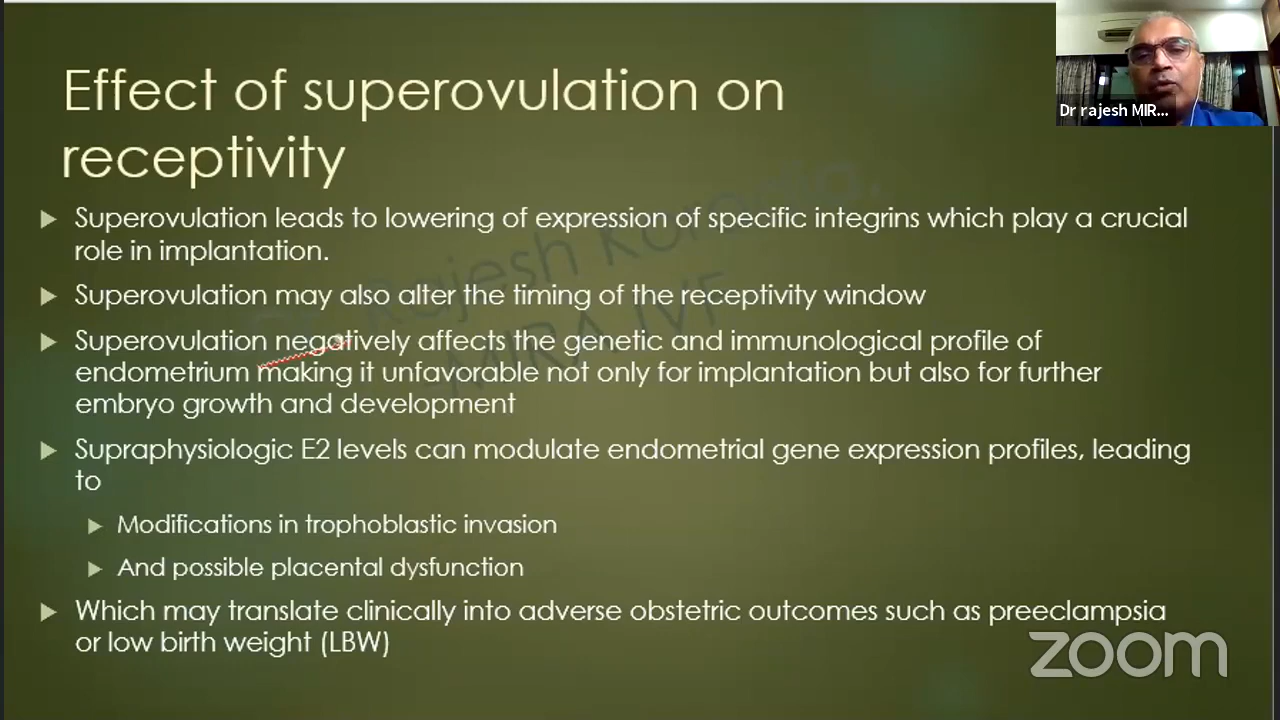 Effect of superovulation on
receptivity
Dr rajesh MIR...
Superovulation leads to lowering of expression of specific integrins which play a crucial
role in implantation.
Superovulation may also alter the timing of the receptivity window
Superovulation negatively affects the genetic and immunological profile of
endometrium making it unfavorable not only for implantation but also for further
embryo growth and development
Supraphysiologic E2 levels can modulate endometrial gene expression profiles, leading
to
Modifications in trophoblastic invasion
And possible placental dysfunction
Which may translate clinically into adverse obstetric outcomes such as preeclampsia
or low birth weight (LBW)
zoom
Rajesh
MIRA IVF